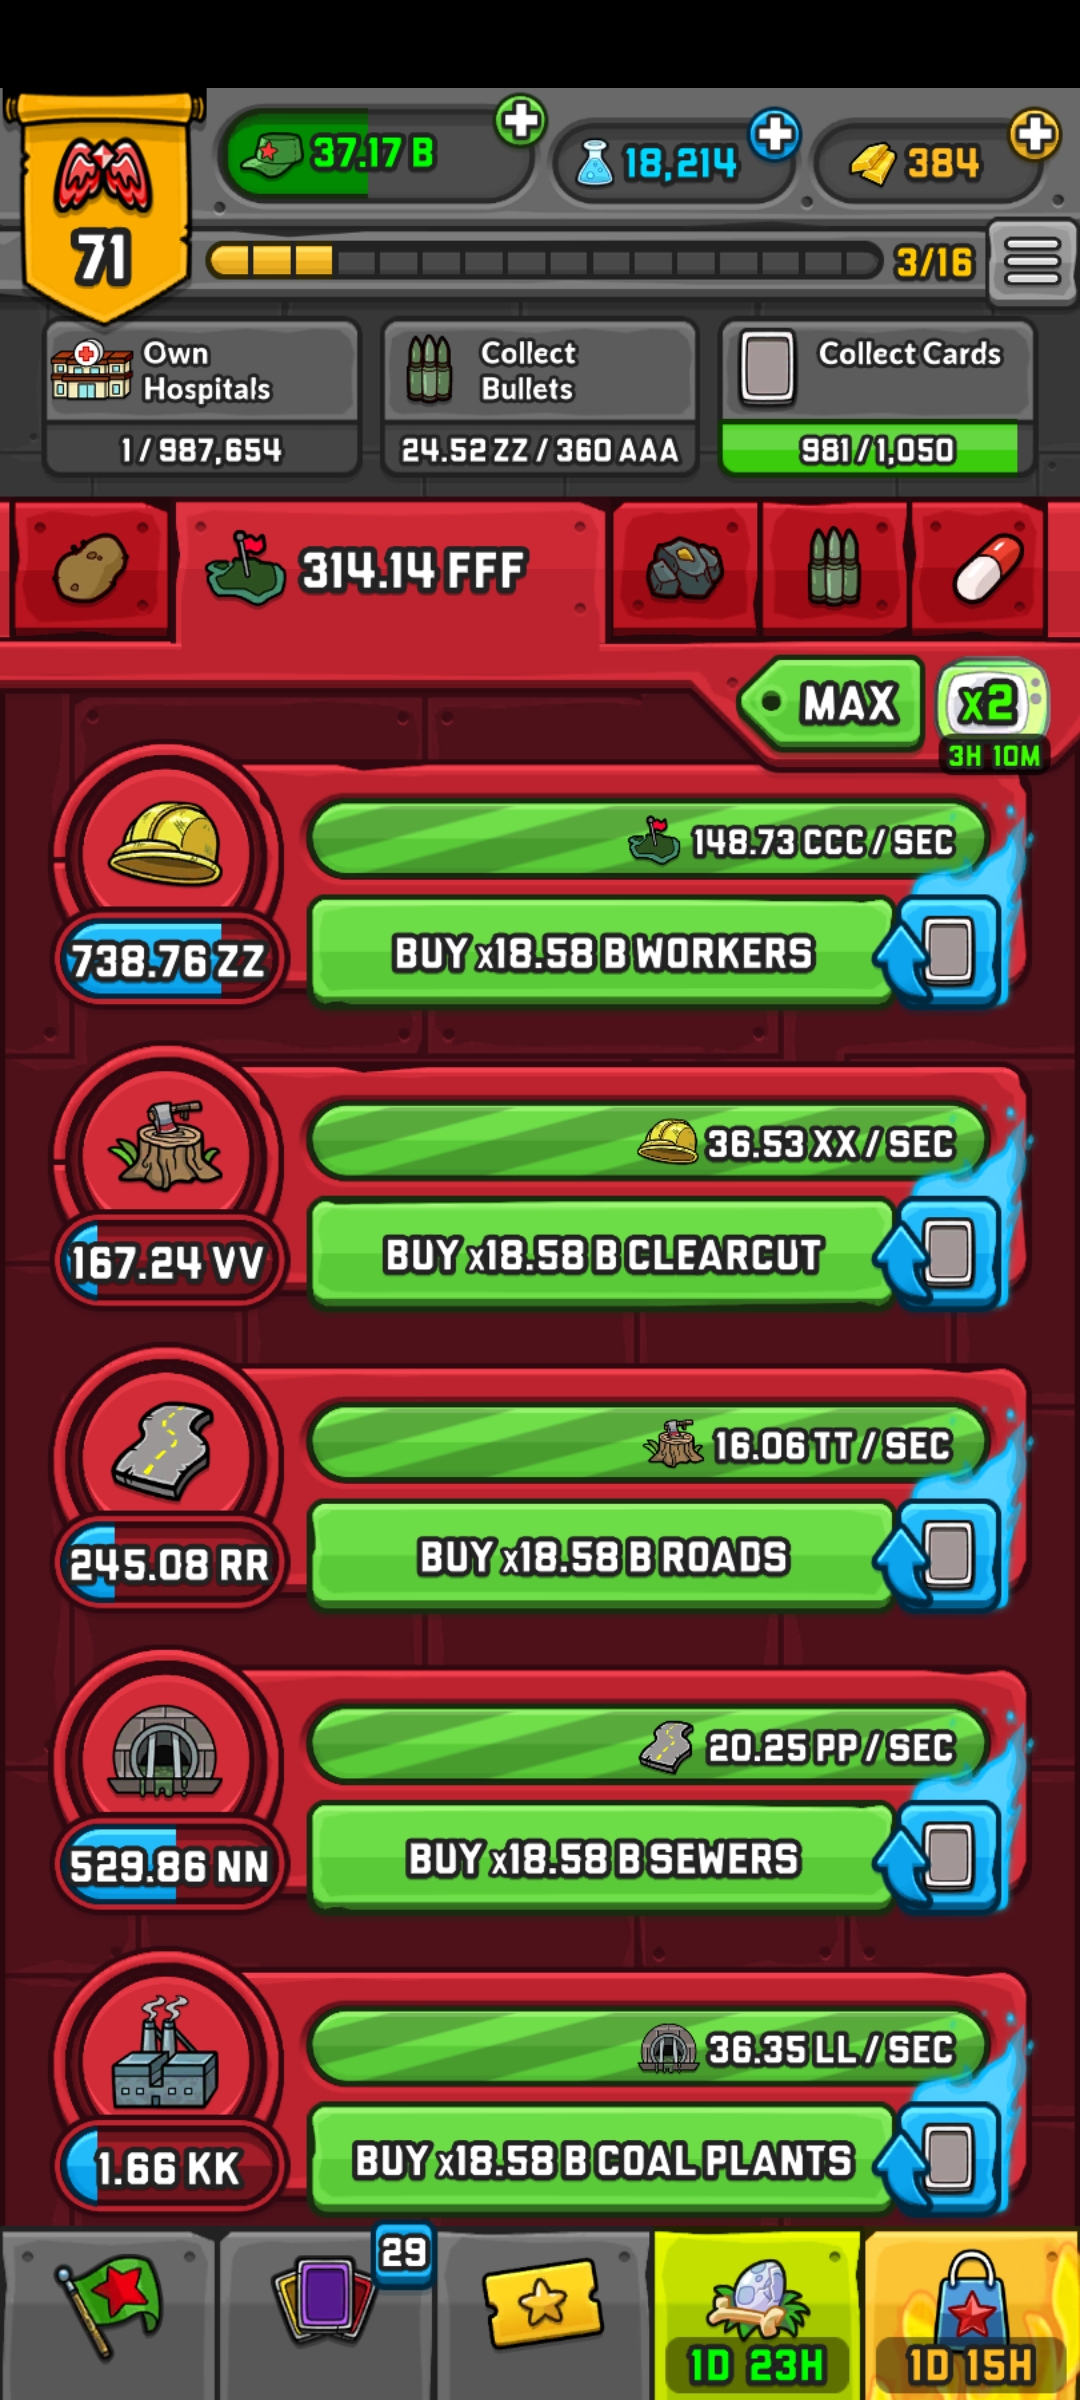 37.17 B
18,214
384
71
3/16
Own
Hospitals
1 / 987,654
Collect
Bullets
24.52 ZZ / 360 AAA
Collect Cards
981 / 1,050
314.14 FFF
MAX
x2
3H 10M
148.73 CCC / SEC
738.76 ZZ
BUY x18.58 B WORKERS
36.53 XX / SEC
167.24 VV
BUY x18.58 B CLEARCUT
16.06 TT / SEC
245.08 RR
BUY x18.58 B ROADS
20.25 PP / SEC
529.86 NN
BUY x18.58 B SEWERS
36.35 LL / SEC
1.66 KK
BUY x18.58 B COAL PLANTS
29
1D 23H
1D 15H